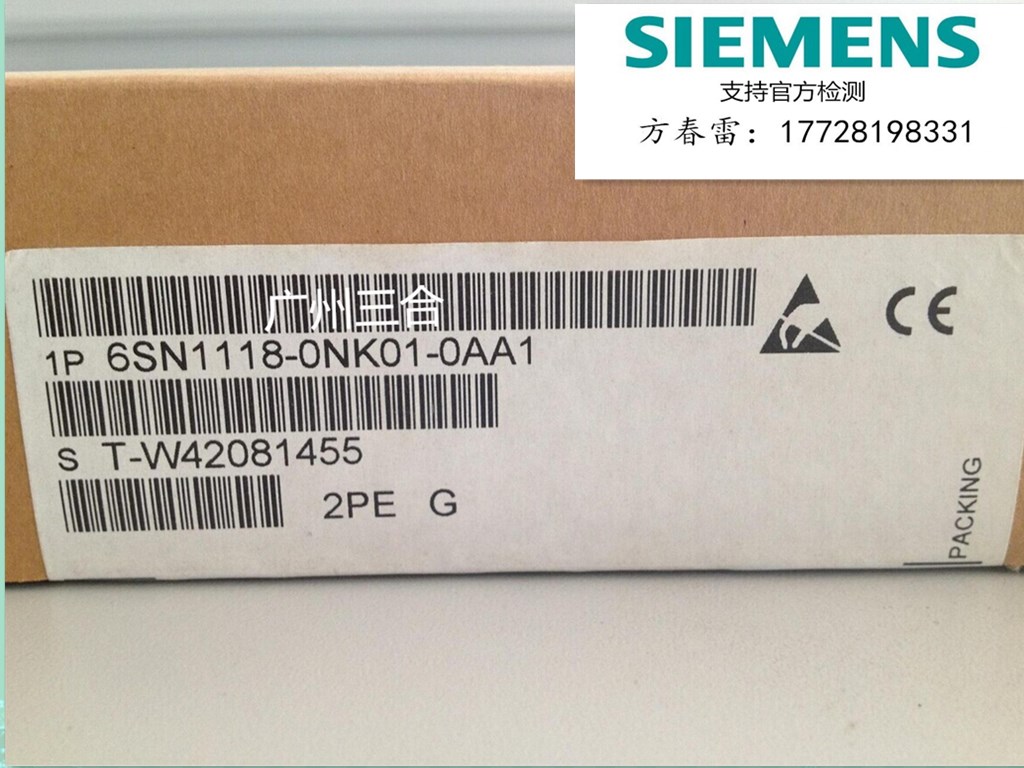 SIEMENS
支持官方检测
方春雷：17728198331
广州三合
1P 6SN1118-0NK01-0AA1
S T-W42081455
2PE G
CE
PACKING